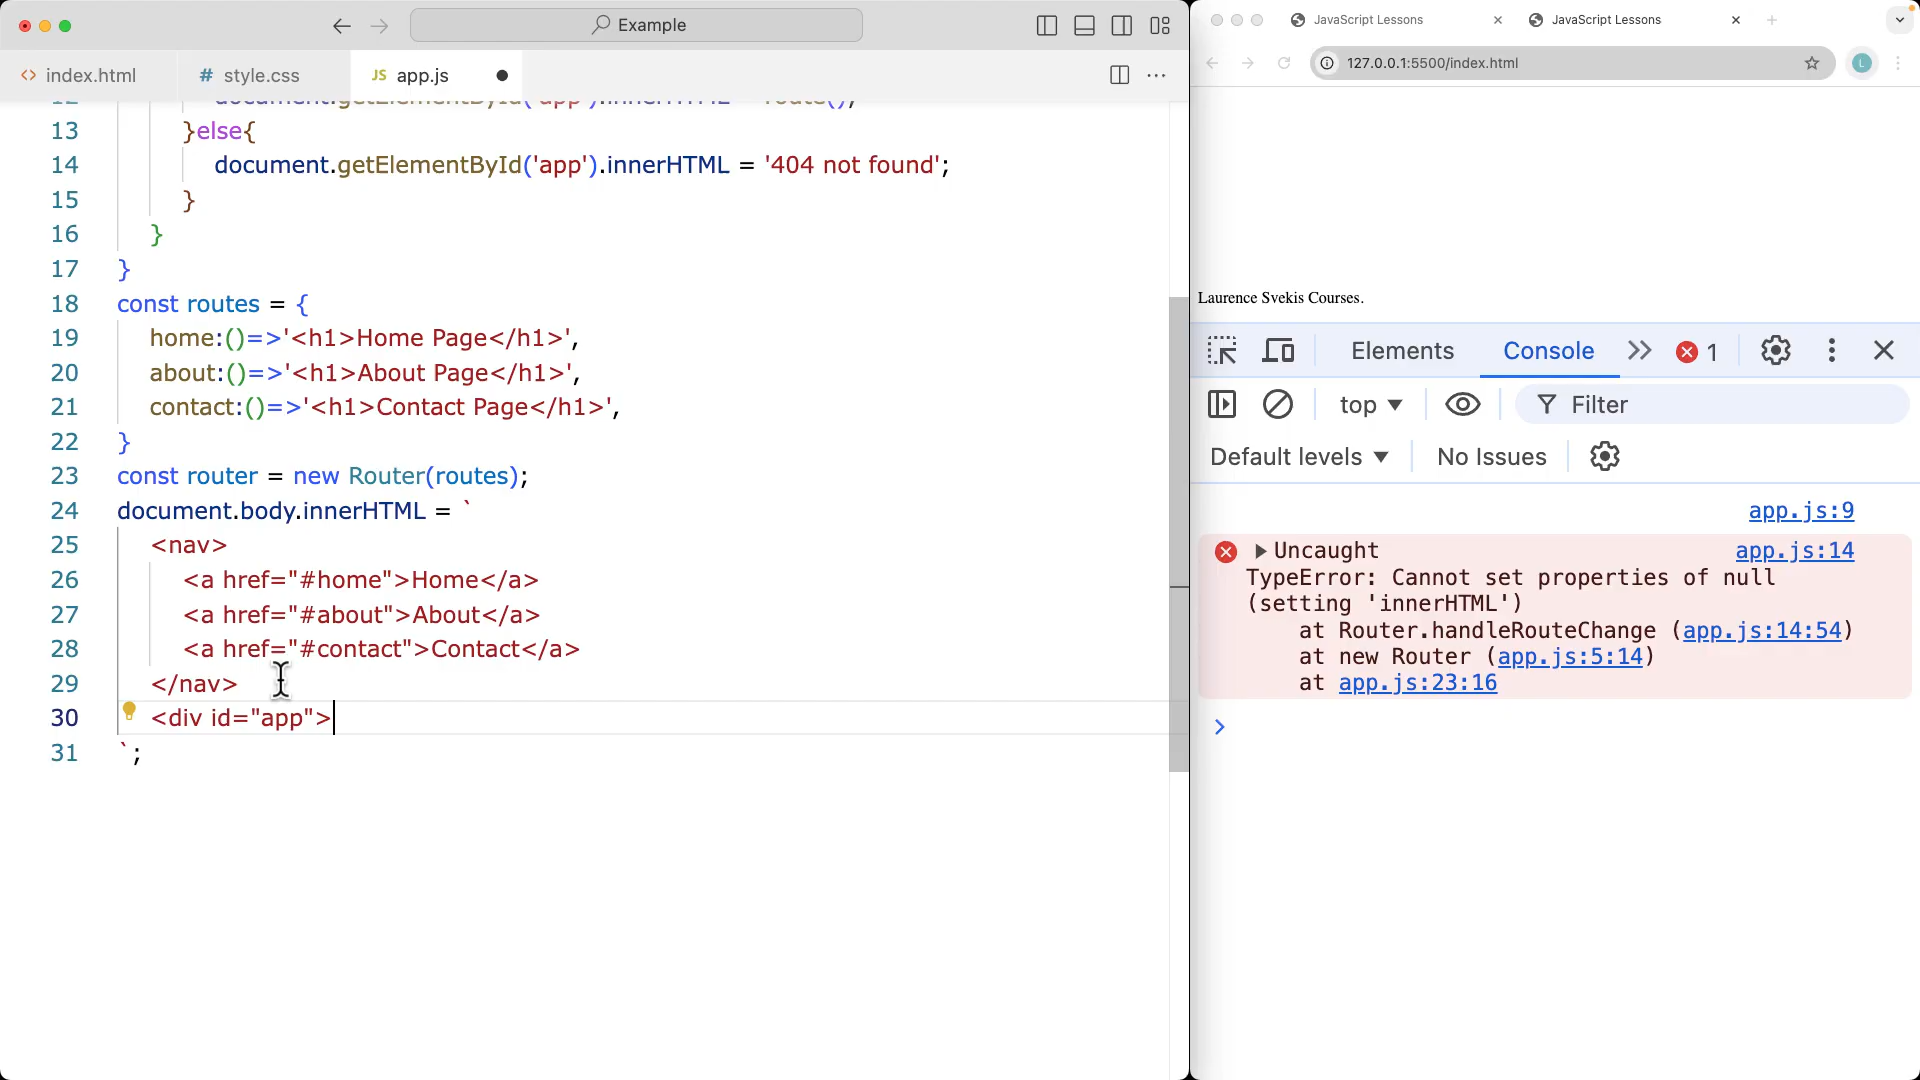 Example
index.html
# style.css
JS app.js
12 document.getElementById('app').innerHTML = route();
13 }else{
14 document.getElementById('app').innerHTML = '404 not found';
15 }
16 }
17 }
18 const routes = {
19 home:()=>'<h1>Home Page</h1>',
20 about:()=>'<h1>About Page</h1>',
21 contact:()=>'<h1>Contact Page</h1>',
22 }
23 const router = new Router(routes);
24 document.body.innerHTML = `
25 <nav>
26 <a href="#home">Home</a>
27 <a href="#about">About</a>
28 <a href="#contact">Contact</a>
29 </nav>
30 <div id="app">
31 `;
JavaScript Lessons
JavaScript Lessons
127.0.0.1:5500/index.html
L
Laurence Svekis Courses.
Elements Console 1
top Filter
Default levels No Issues
app.js:9
Uncaught app.js:14
TypeError: Cannot set properties of null
(setting 'innerHTML')
at Router.handleRouteChange (app.js:14:54)
at new Router (app.js:5:14)
at app.js:23:16